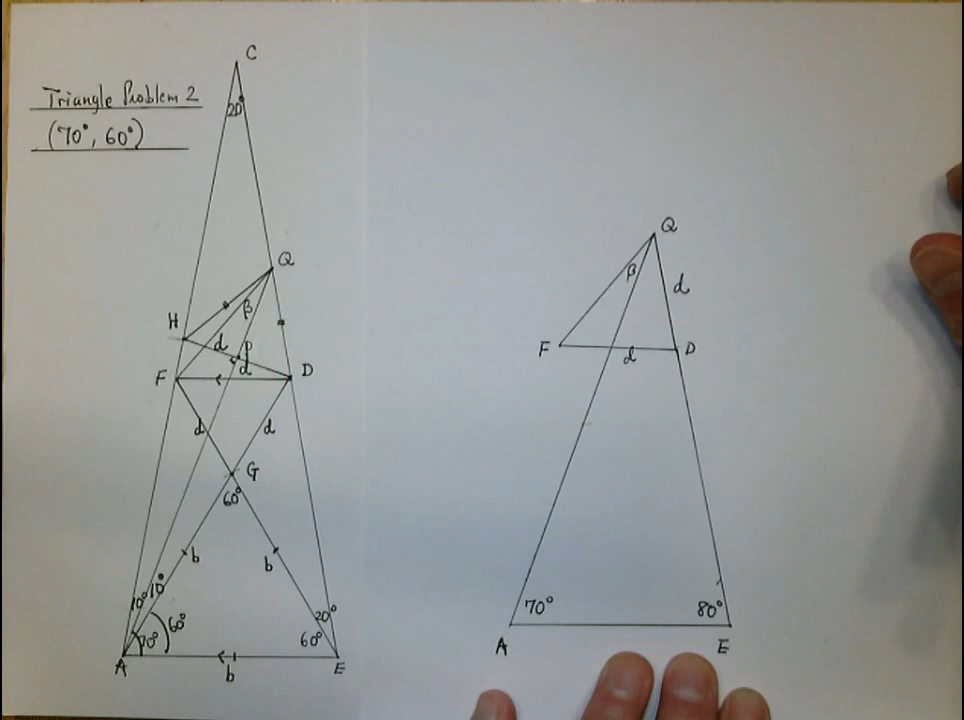 C
Triangle Problem 2
20°
(70°, 60°)
Q
Q
β
β
d
H
d
P
F
d
D
F
d
D
d
d
G
60°
b
b
10°
10°
20°
70°
80°
60°
70°
60°
A
b
E
A
E